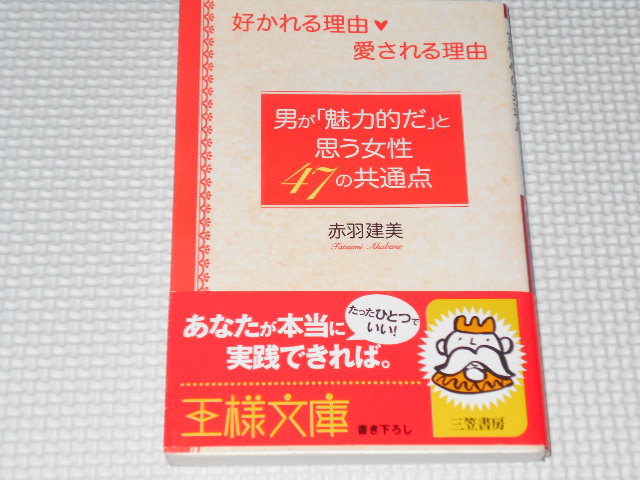 好かれる理由♥
愛される理由
男が「魅力的だ」と
思う女性
47の共通点
赤羽建美
Tatsumi Akabane
あなたが本当に
たったひとつで
いい!
実践できれば。
王様文庫
書き下ろし
三笠書房